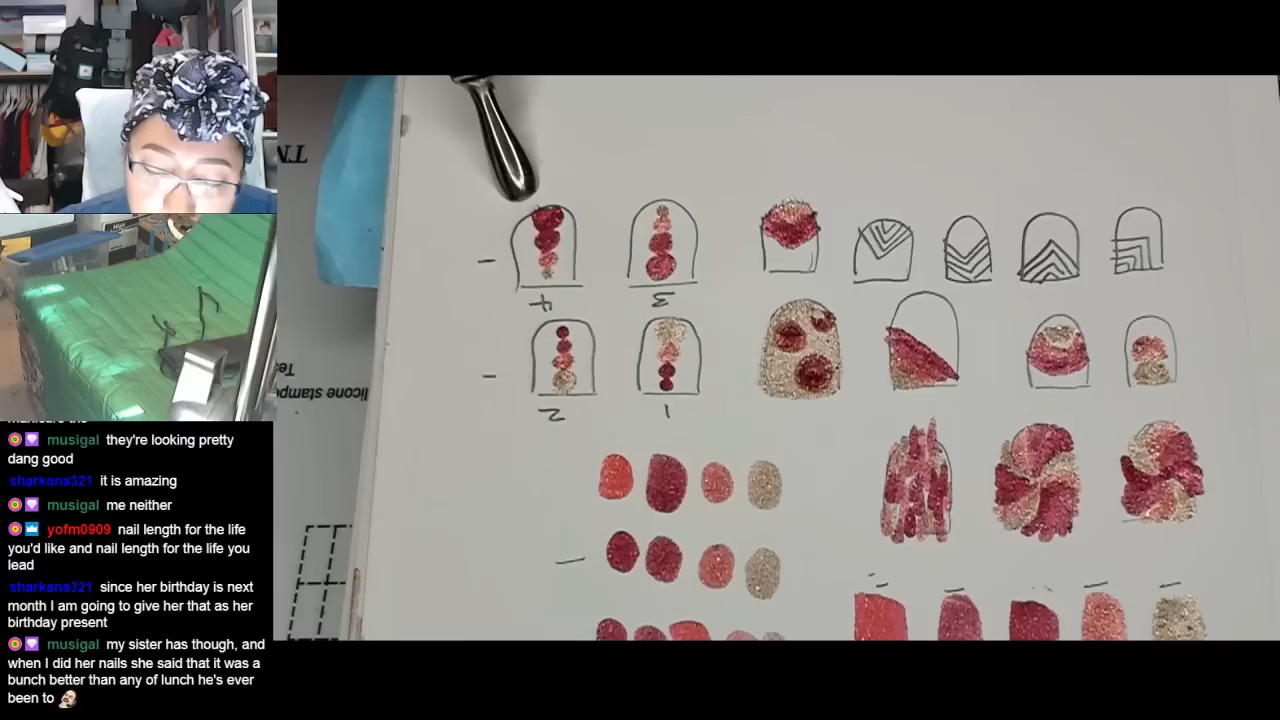 manicure the
musigal they're looking pretty
dang good
sharkana321 it is amazing
musigal me neither
yofm0909 nail length for the life
you'd like and nail length for the life you
lead
sharkana321 since her birthday is next
month I am going to give her that as her
birthday present
musigal my sister has though, and
when I did her nails she said that it was a
bunch better than any of lunch he's ever
been to
4
3
2
1
licone stampe